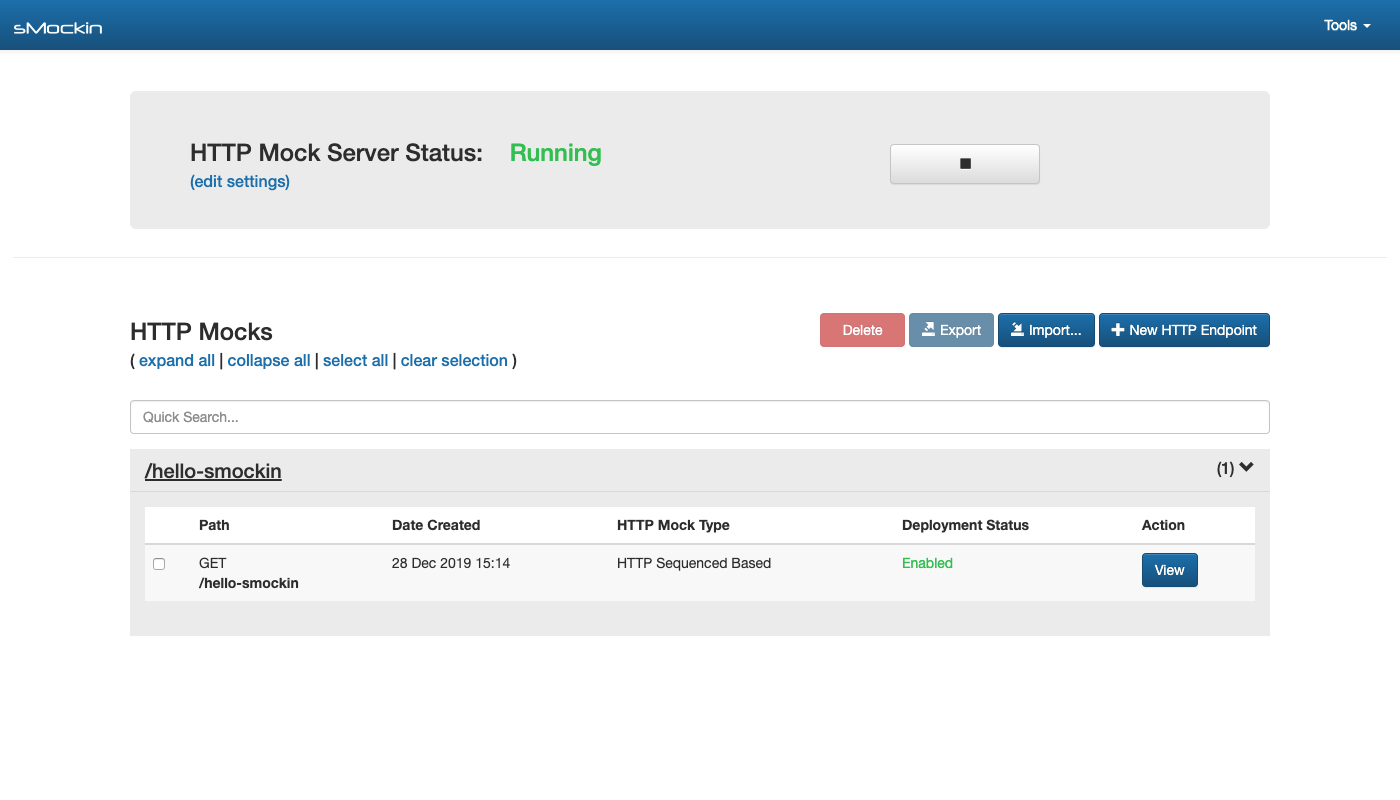 sMockin
Tools
HTTP Mock Server Status: Running
(edit settings)
HTTP Mocks
Delete Export Import... New HTTP Endpoint
( expand all | collapse all | select all | clear selection )
Quick Search...
/hello-smockin (1)
Path Date Created HTTP Mock Type Deployment Status Action
GET 28 Dec 2019 15:14 HTTP Sequenced Based Enabled View
/hello-smockin